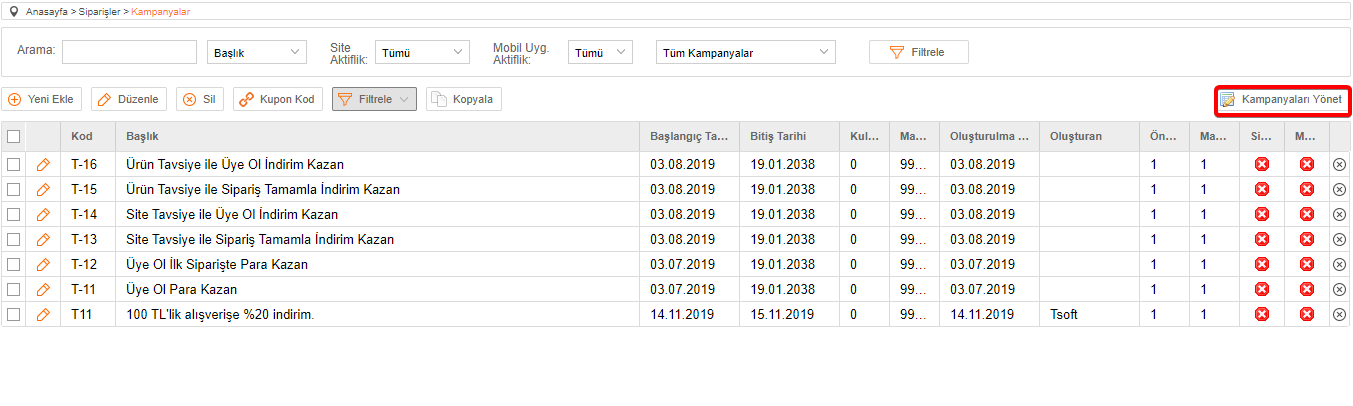 Anasayfa > Siparişler > Kampanyalar
Arama: Başlık Site Aktiflik: Tümü Mobil Uyg. Aktiflik: Tümü Tüm Kampanyalar Filtrele
Yeni Ekle Düzenle Sil Kupon Kod Filtrele Kopyala Kampanyaları Yönet
Kod Başlık Başlangıç Ta... Bitiş Tarihi Kul... Ma... Oluşturulma ... Oluşturan Ön... Ma... Si... M...
T-16 Ürün Tavsiye ile Üye Ol İndirim Kazan 03.08.2019 19.01.2038 0 99... 03.08.2019 1 1
T-15 Ürün Tavsiye ile Sipariş Tamamla İndirim Kazan 03.08.2019 19.01.2038 0 99... 03.08.2019 1 1
T-14 Site Tavsiye ile Üye Ol İndirim Kazan 03.08.2019 19.01.2038 0 99... 03.08.2019 1 1
T-13 Site Tavsiye ile Sipariş Tamamla İndirim Kazan 03.08.2019 19.01.2038 0 99... 03.08.2019 1 1
T-12 Üye Ol İlk Siparişte Para Kazan 03.07.2019 19.01.2038 0 99... 03.07.2019 1 1
T-11 Üye Ol Para Kazan 03.07.2019 19.01.2038 0 99... 03.07.2019 1 1
T11 100 TL'lik alışverişe %20 indirim. 14.11.2019 15.11.2019 0 99... 14.11.2019 Tsoft 1 1